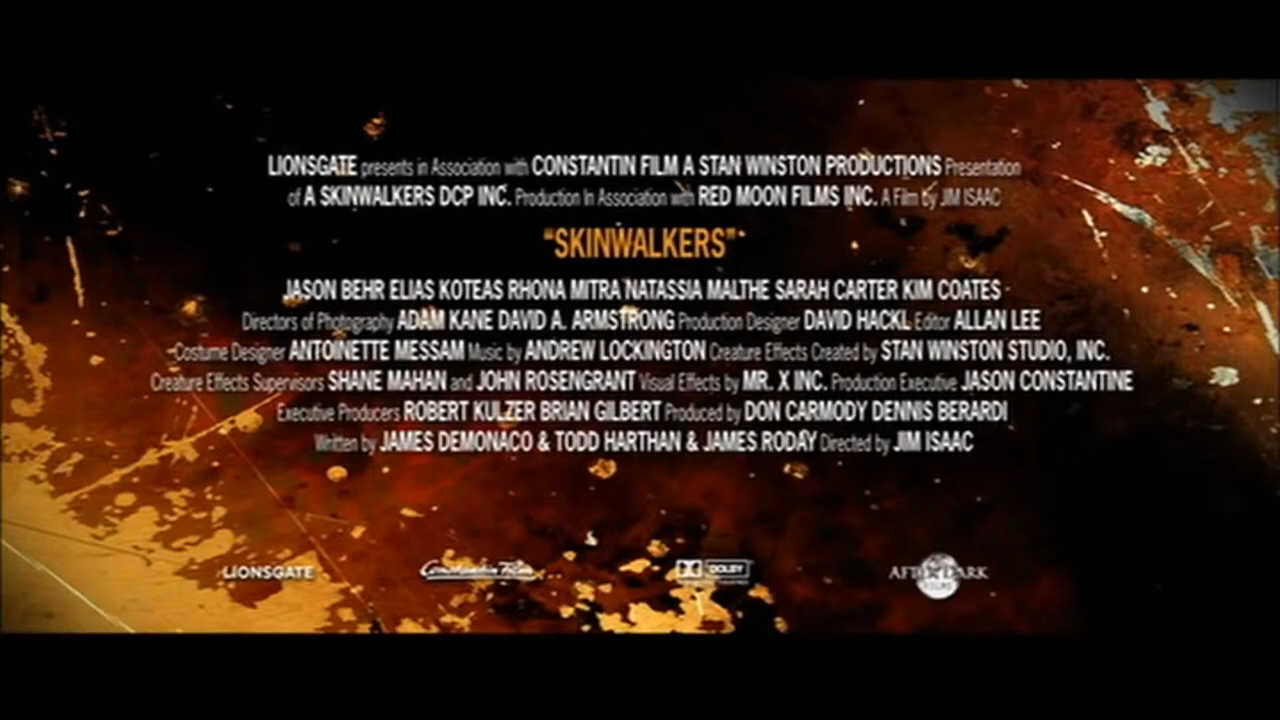 LIONSGATE presents in Association with CONSTANTIN FILM A STAN WINSTON PRODUCTIONS Presentation
of A SKINWALKERS DCP INC. Production In Association with RED MOON FILMS INC. A Film by JIM ISAAC
"SKINWALKERS"
JASON BEHR ELIAS KOTEAS RHONA MITRA NATASSIA MALTHE SARAH CARTER KIM COATES
Directors of Photography ADAM KANE DAVID A. ARMSTRONG Production Designer DAVID HACKL Editor ALLAN LEE
Costume Designer ANTOINETTE MESSAM Music by ANDREW LOCKINGTON Creature Effects Created by STAN WINSTON STUDIO, INC.
Creature Effects Supervisors SHANE MAHAN and JOHN ROSENGRANT Visual Effects by MR. X INC. Production Executive JASON CONSTANTINE
Executive Producers ROBERT KULZER BRIAN GILBERT Produced by DON CARMODY DENNIS BERARDI
Written by JAMES DEMONACO & TODD HARTHAN & JAMES RODAY Directed by JIM ISAAC
LIONSGATE Constantin Film DOLBY AFTER DARK
FILMS